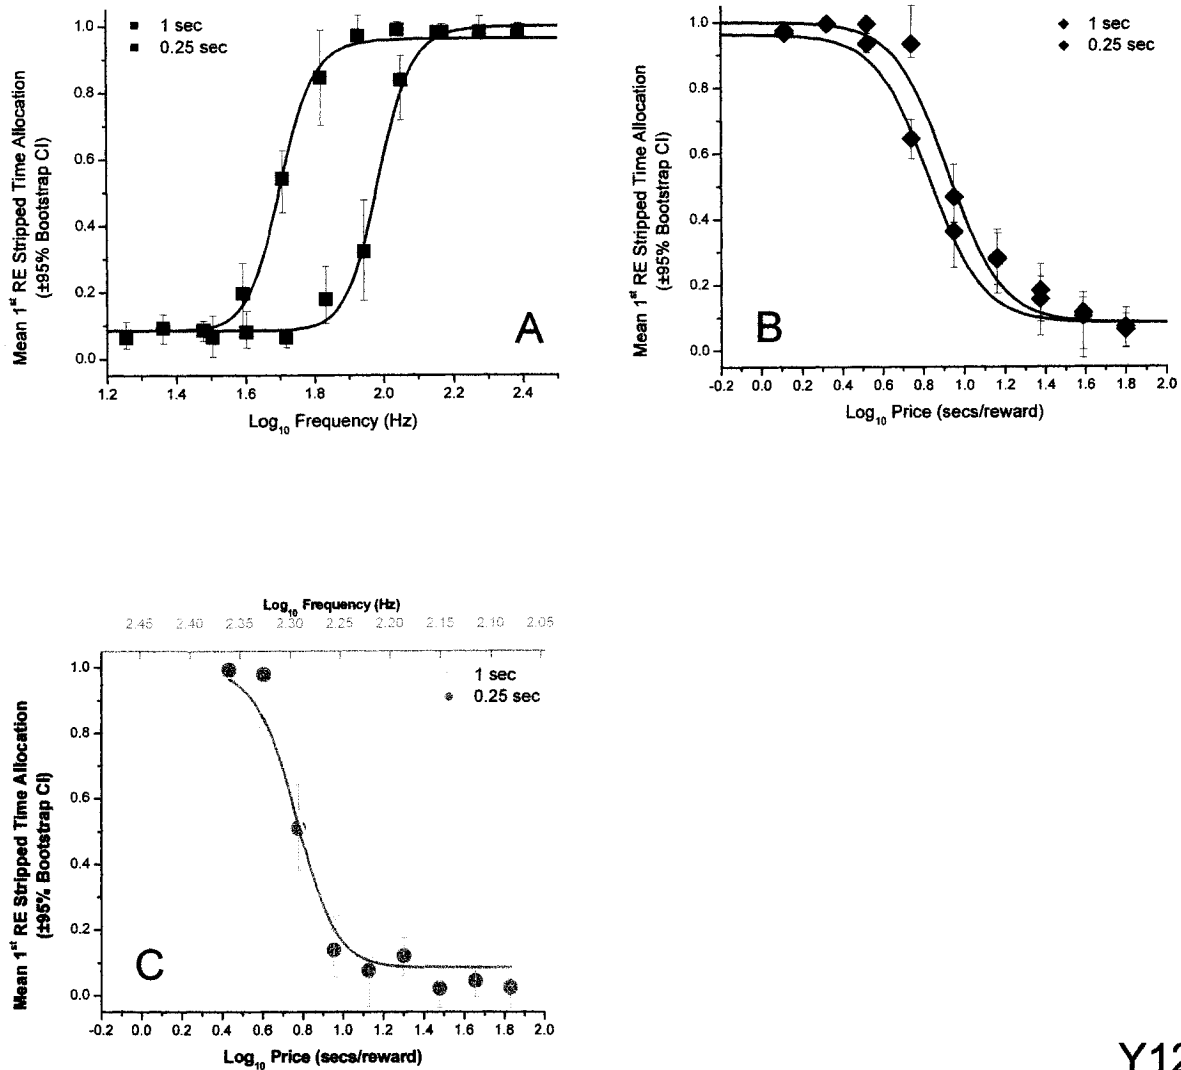 1 sec
0.25 sec
Mean 1st RE Stripped Time Allocation
(±95% Bootstrap CI)
1.0
0.8
0.6
0.4
0.2
0.0
A
1.2 1.4 1.6 1.8 2.0 2.2 2.4
Log10 Frequency (Hz)
1 sec
0.25 sec
Mean 1st RE Stripped Time Allocation
(±95% Bootstrap CI)
1.0
0.8
0.6
0.4
0.2
0.0
B
-0.2 0.0 0.2 0.4 0.6 0.8 1.0 1.2 1.4 1.6 1.8 2.0
Log10 Price (secs/reward)
Log10 Frequency (Hz)
2.45 2.40 2.35 2.30 2.25 2.20 2.15 2.10 2.05
1 sec
0.25 sec
Mean 1st RE Stripped Time Allocation
(±95% Bootstrap CI)
1.0
0.8
0.6
0.4
0.2
0.0
C
-0.2 0.0 0.2 0.4 0.6 0.8 1.0 1.2 1.4 1.6 1.8 2.0
Log10 Price (secs/reward)
Y12